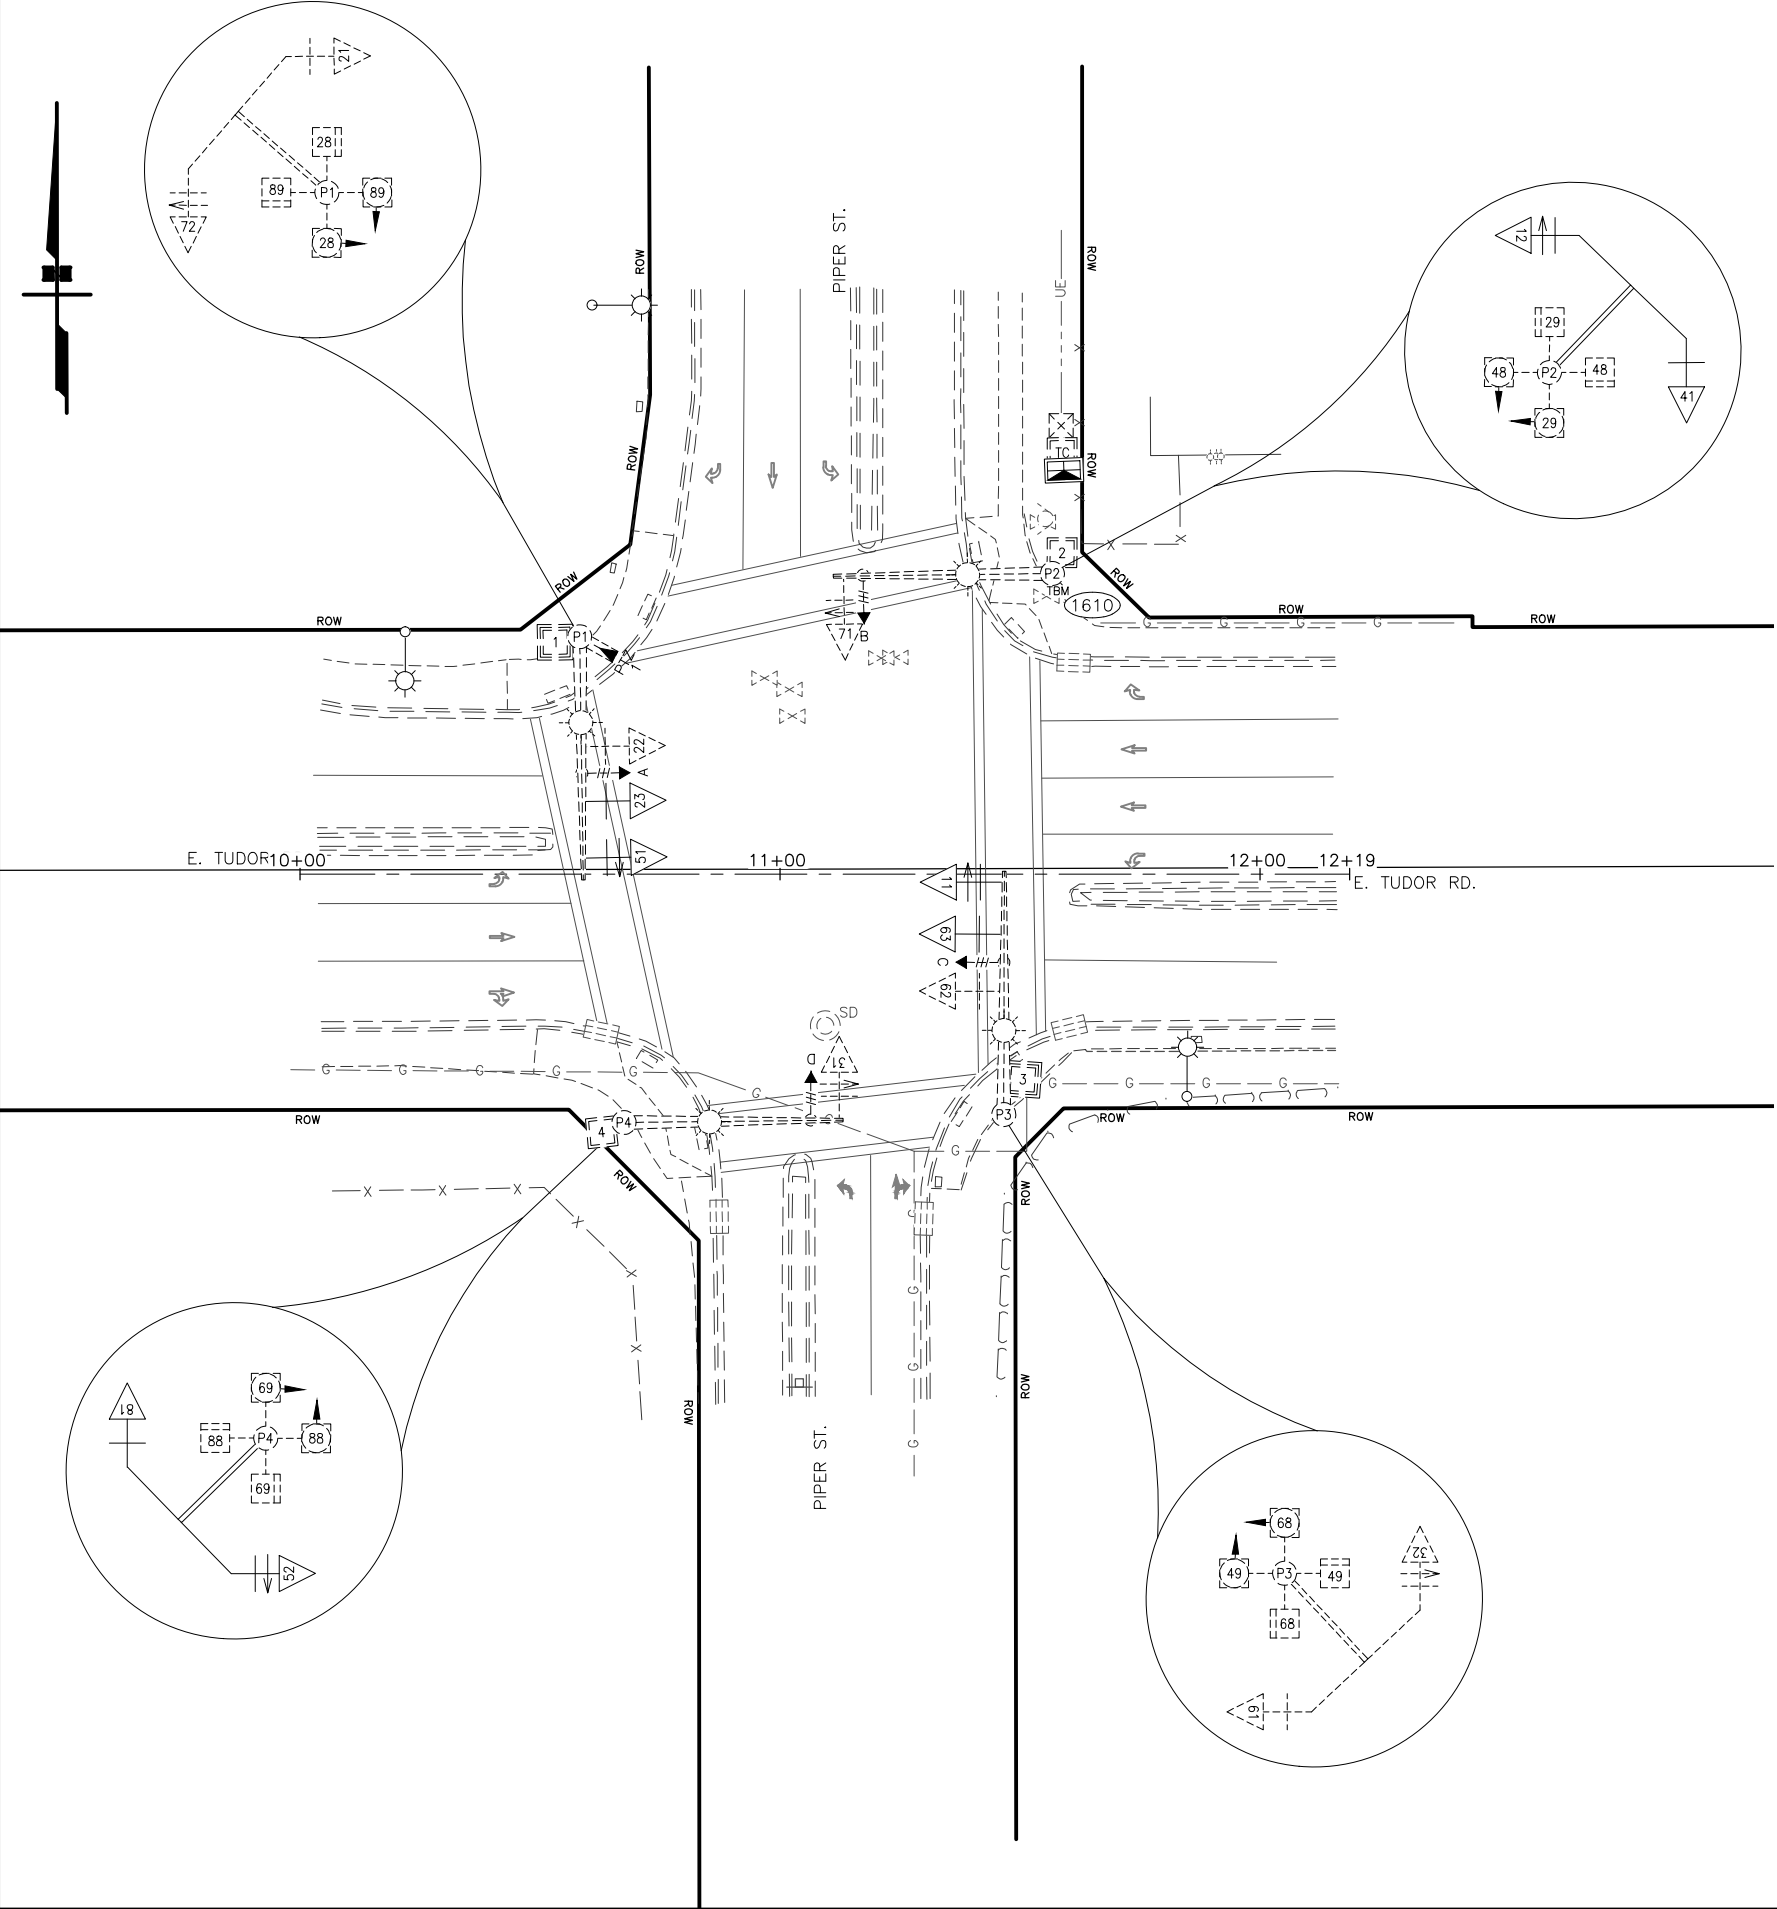 21
28
89
P1
89
28
72
PIPER ST.
ROW
ROW
UE
12
29
48
P2
48
29
41
ROW
X
TC
X
ROW
X
X
X
X
2
P2
TBM
1610
ROW
ROW
ROW
ROW
ROW
G
G
G
G
1
P1
71
B
22
A
23
51
E. TUDOR
10+00
11+00
12+00
12+19
E. TUDOR RD.
11
63
C
62
SD
D
31
G
G
G
G
G
G
G
G
3
G
G
G
G
ROW
4
P4
P3
ROW
ROW
G
X
X
X
ROW
X
ROW
X
X
G
G
G
G
ROW
ROW
PIPER ST.
81
69
88
P4
88
69
52
68
49
P3
49
68
32
61